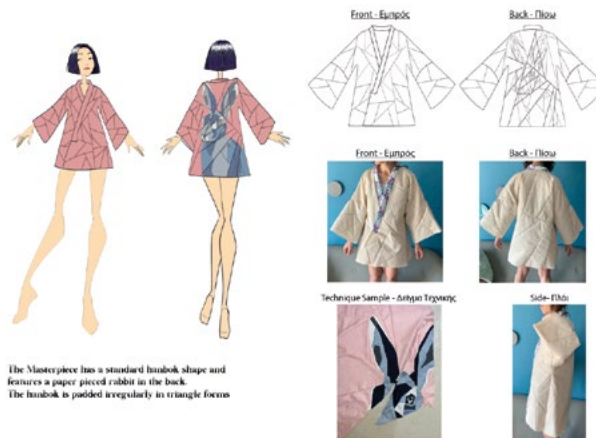 Front - Εμπρός
Back - Πίσω
Front - Εμπρός
Back - Πίσω
Technique Sample - Δείγμα Τεχνικής
Side- Πλάι
The Masterpiece has a standard hanbok shape and
features a paper pieced rabbit in the back.
The hanbok is padded irregularly in triangle forms